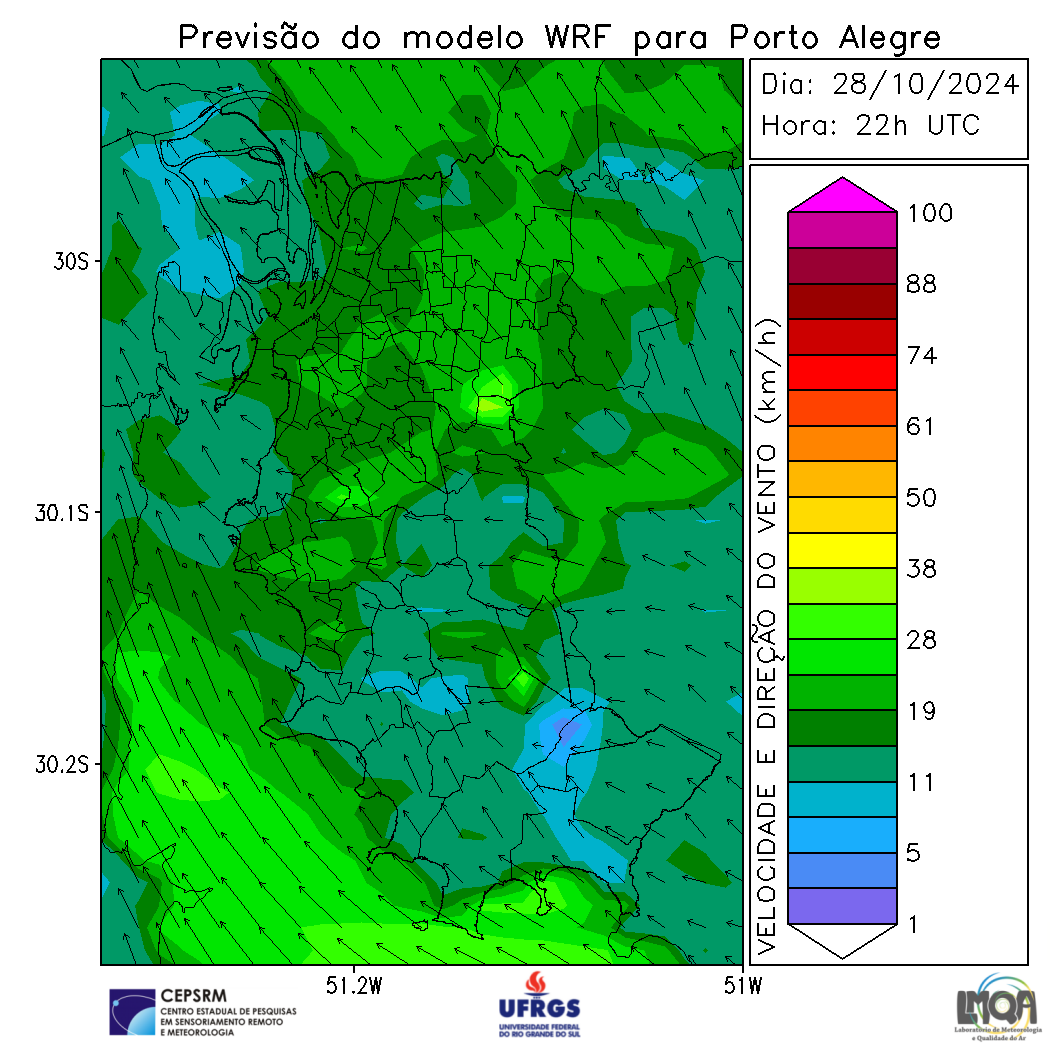 Previsão do modelo WRF para Porto Alegre
Dia: 28/10/2024
Hora: 22h UTC
30S
30.1S
30.2S
51.2W
51W
VELOCIDADE E DIREÇÃO DO VENTO (km/h)
100
88
74
61
50
38
28
19
11
5
1
CEPSRM
CENTRO ESTADUAL DE PESQUISAS
EM SENSORIAMENTO REMOTO
E METEOROLOGIA
UFRGS
UNIVERSIDADE FEDERAL
DO RIO GRANDE DO SUL
LMQA
Laboratório de Meteorologia
e Qualidade do Ar